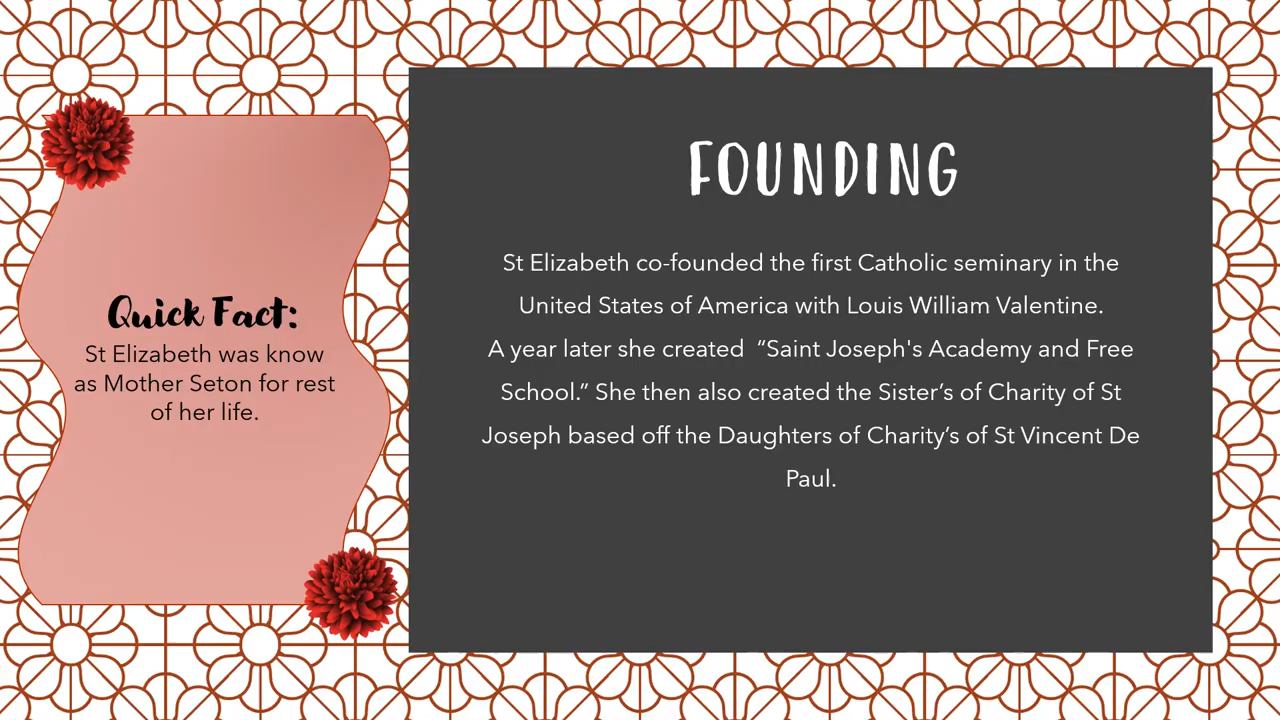 Quick Fact:
St Elizabeth was know
as Mother Seton for rest
of her life.
FOUNDING
St Elizabeth co-founded the first Catholic seminary in the
United States of America with Louis William Valentine.
A year later she created  “Saint Joseph's Academy and Free
School.” She then also created the Sister’s of Charity of St
Joseph based off the Daughters of Charity’s of St Vincent De
Paul.